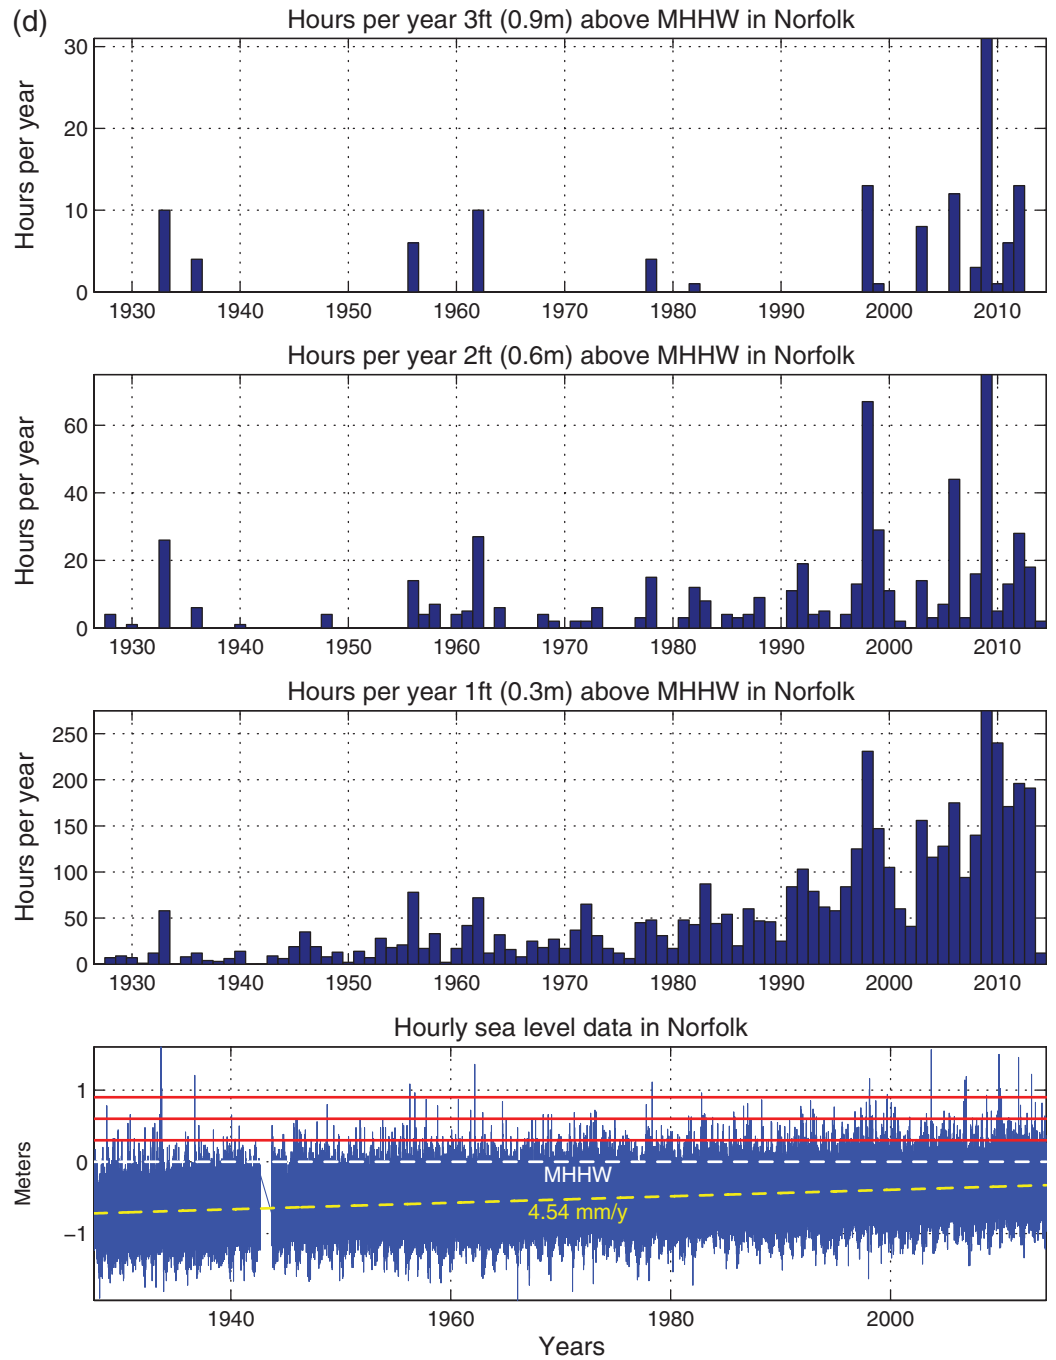 (d)
Hours per year 3ft (0.9m) above MHHW in Norfolk
Hours per year
30
20
10
0
1930 1940 1950 1960 1970 1980 1990 2000 2010
Hours per year 2ft (0.6m) above MHHW in Norfolk
Hours per year
60
40
20
0
1930 1940 1950 1960 1970 1980 1990 2000 2010
Hours per year 1ft (0.3m) above MHHW in Norfolk
Hours per year
250
200
150
100
50
0
1930 1940 1950 1960 1970 1980 1990 2000 2010
Hourly sea level data in Norfolk
Meters
1
0
−1
MHHW
4.54 mm/y
1940 1960 1980 2000
Years